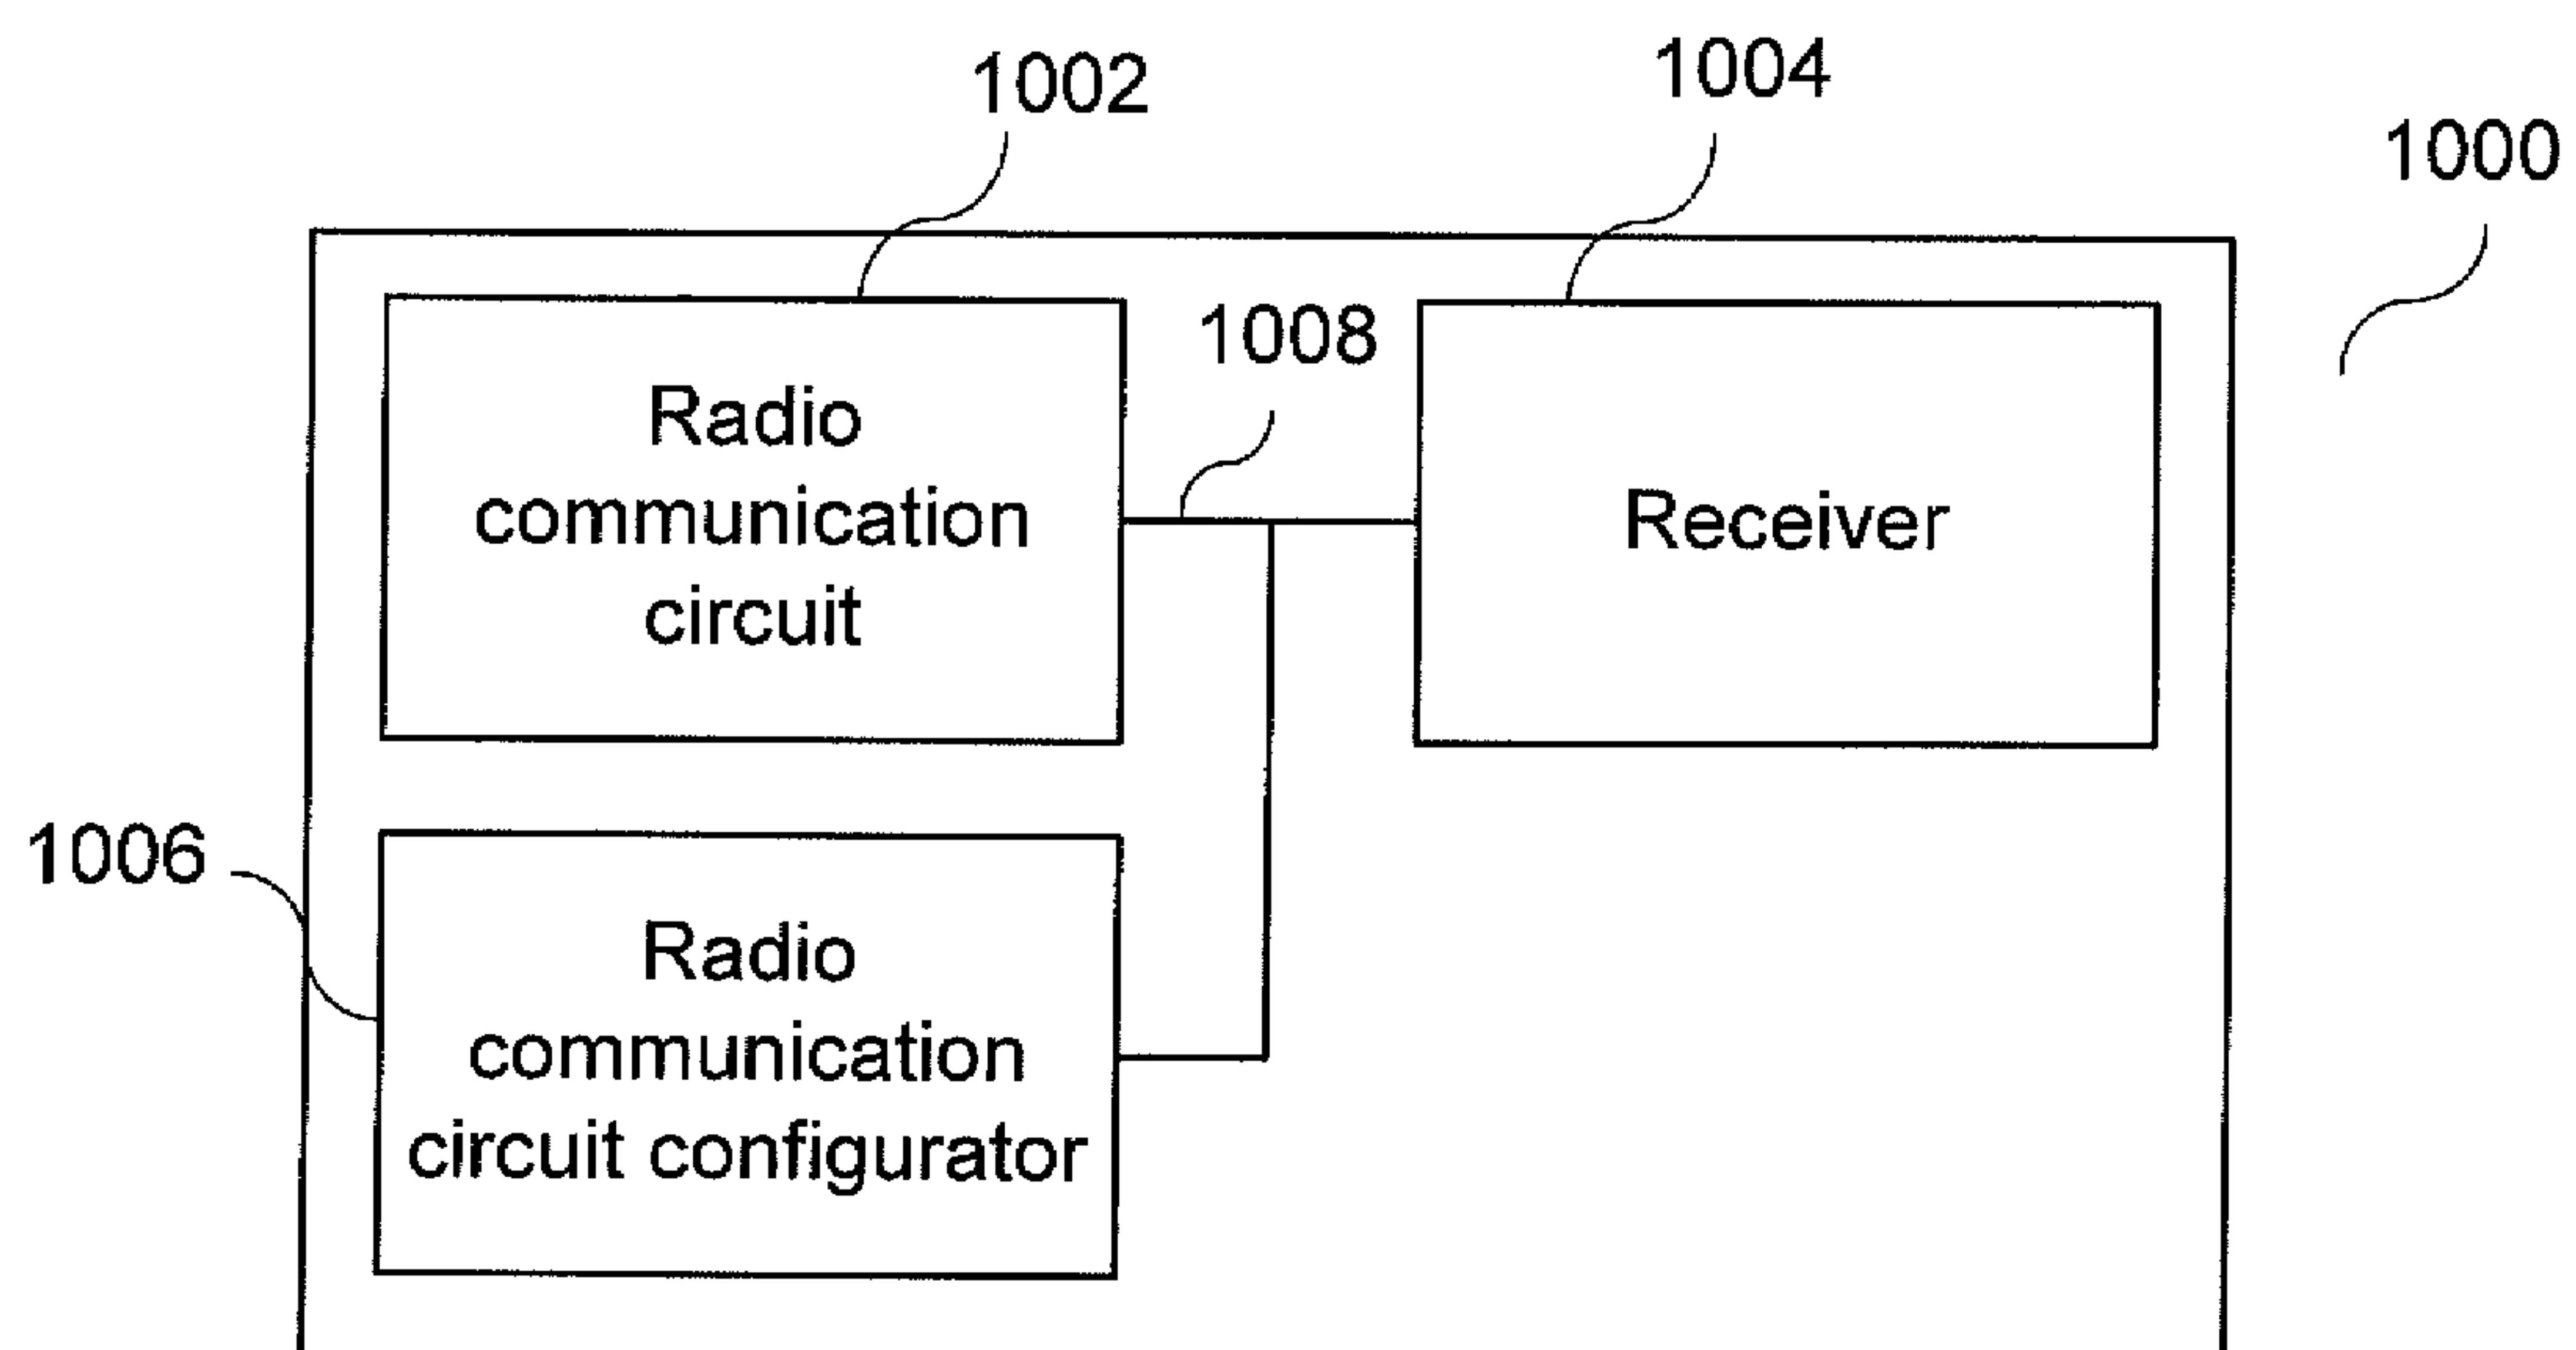 1002
1004
1000
1008
Radio
communication
circuit
Receiver
1006
Radio
communication
circuit configurator